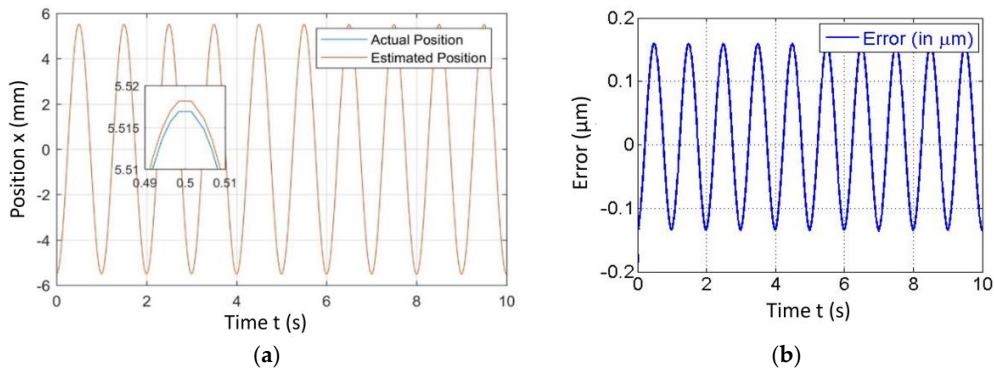 6
4
2
0
-2
-4
-6
Position x (mm)
Actual Position
Estimated Position
5.52
5.515
5.51
0.49 0.5 0.51
0 2 4 6 8 10
Time t (s)
(a)
0.2
0.1
0
-0.1
-0.2
Error (μm)
Error (in μm)
0 2 4 6 8 10
Time t (s)
(b)